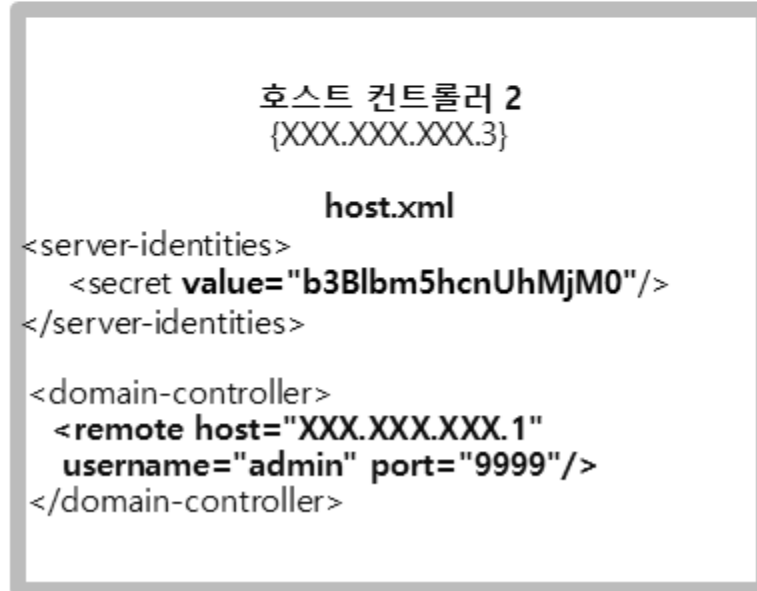 호스트 컨트롤러 2
{XXX.XXX.XXX.3}
host.xml
<server-identities>
<secret value="b3Blbm5hcnUhMjM0"/>
</server-identities>
<domain-controller>
<remote host="XXX.XXX.XXX.1"
username="admin" port="9999"/>
</domain-controller>